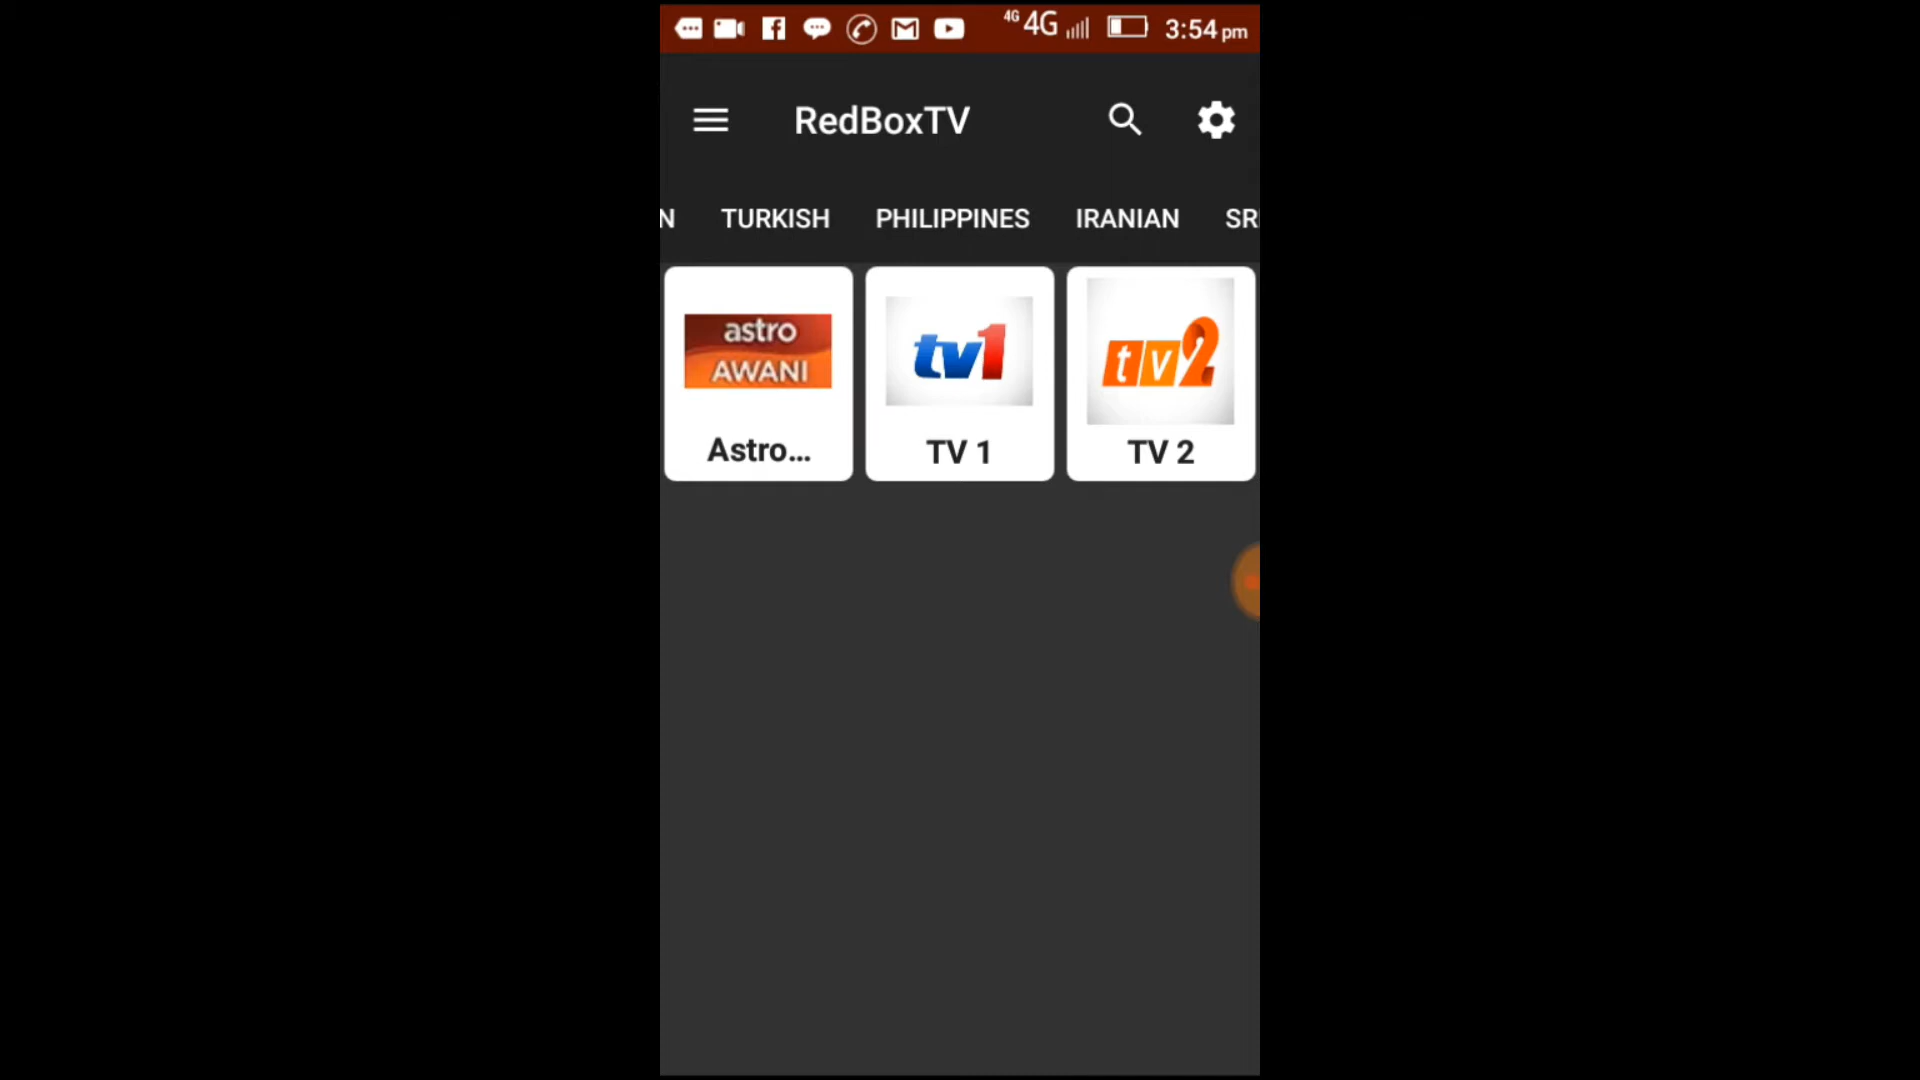 4G 4G 3:54 pm
RedBoxTV
N TURKISH PHILIPPINES IRANIAN SR
astro
AWANI
tv1
tv2
Astro...
TV 1
TV 2